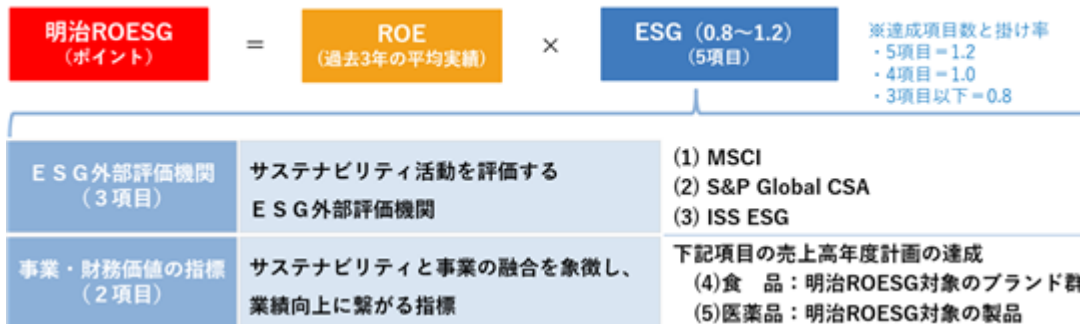 明治ROESG
(ポイント)
=
ROE
(過去3年の平均実績)
×
ESG（0.8～1.2）
(5項目)
※達成項目数と掛け率
・5項目＝1.2
・4項目＝1.0
・3項目以下＝0.8
ＥＳＧ外部評価機関
（３項目）
サステナビリティ活動を評価する
ＥＳＧ外部評価機関
(1) MSCI
(2) S&P Global CSA
(3) ISS ESG
事業・財務価値の指標
（２項目）
サステナビリティと事業の融合を象徴し、
業績向上に繋がる指標
下記項目の売上高年度計画の達成
(4)食　品：明治ROESG対象のブランド群
(5)医薬品：明治ROESG対象の製品